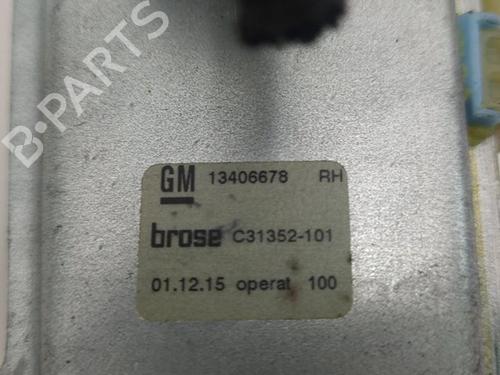 B-PARTS
GM 13406678 RH
brose C31352-101
01.12.15 operat 100